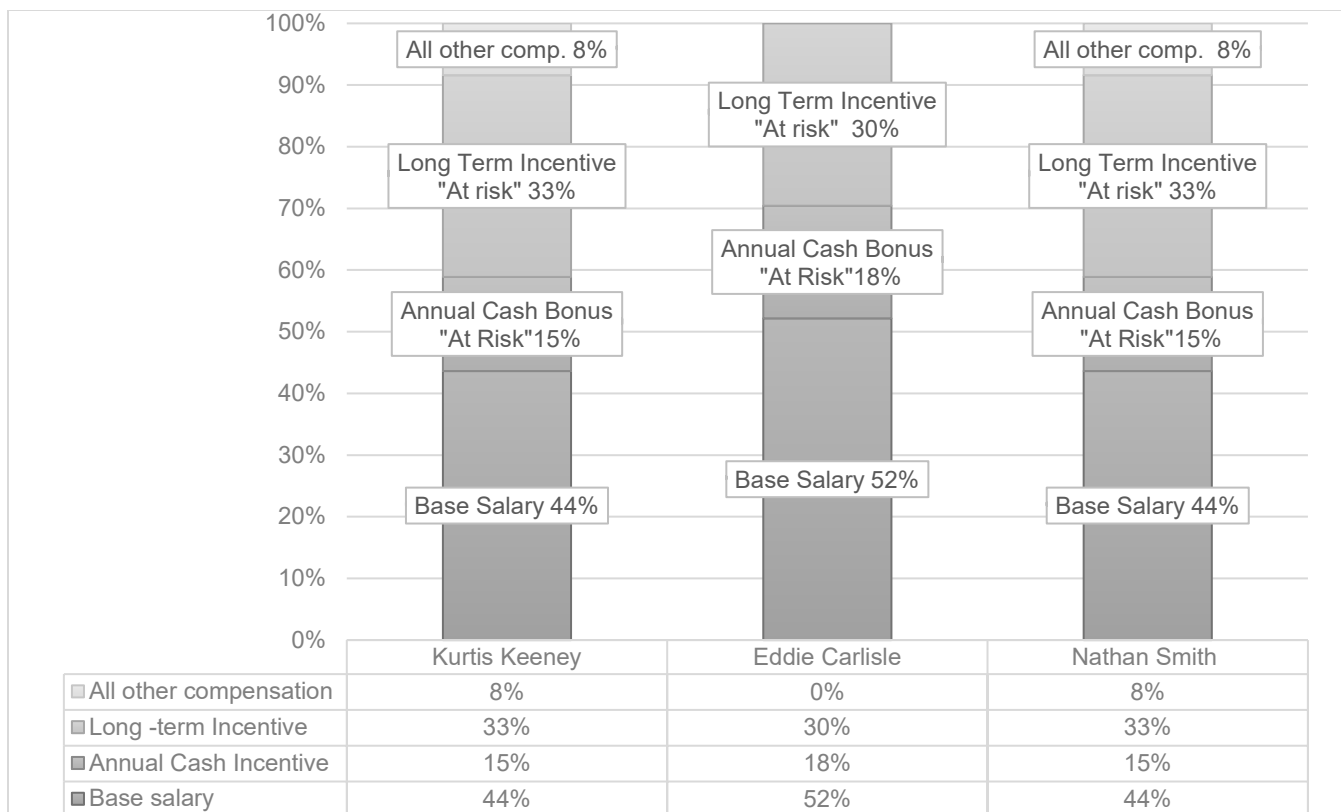 100%
All other comp. 8%
All other comp.  8%
90%
Long Term Incentive
"At risk"  30%
80%
Long Term Incentive
"At risk" 33%
Long Term Incentive
"At risk" 33%
70%
Annual Cash Bonus
"At Risk"18%
60%
Annual Cash Bonus
"At Risk"15%
Annual Cash Bonus
"At Risk"15%
50%
40%
30%
Base Salary 52%
Base Salary 44%
Base Salary 44%
20%
10%
0%
Kurtis Keeney Eddie Carlisle Nathan Smith
All other compensation 8% 0% 8%
Long -term Incentive 33% 30% 33%
Annual Cash Incentive 15% 18% 15%
Base salary 44% 52% 44%